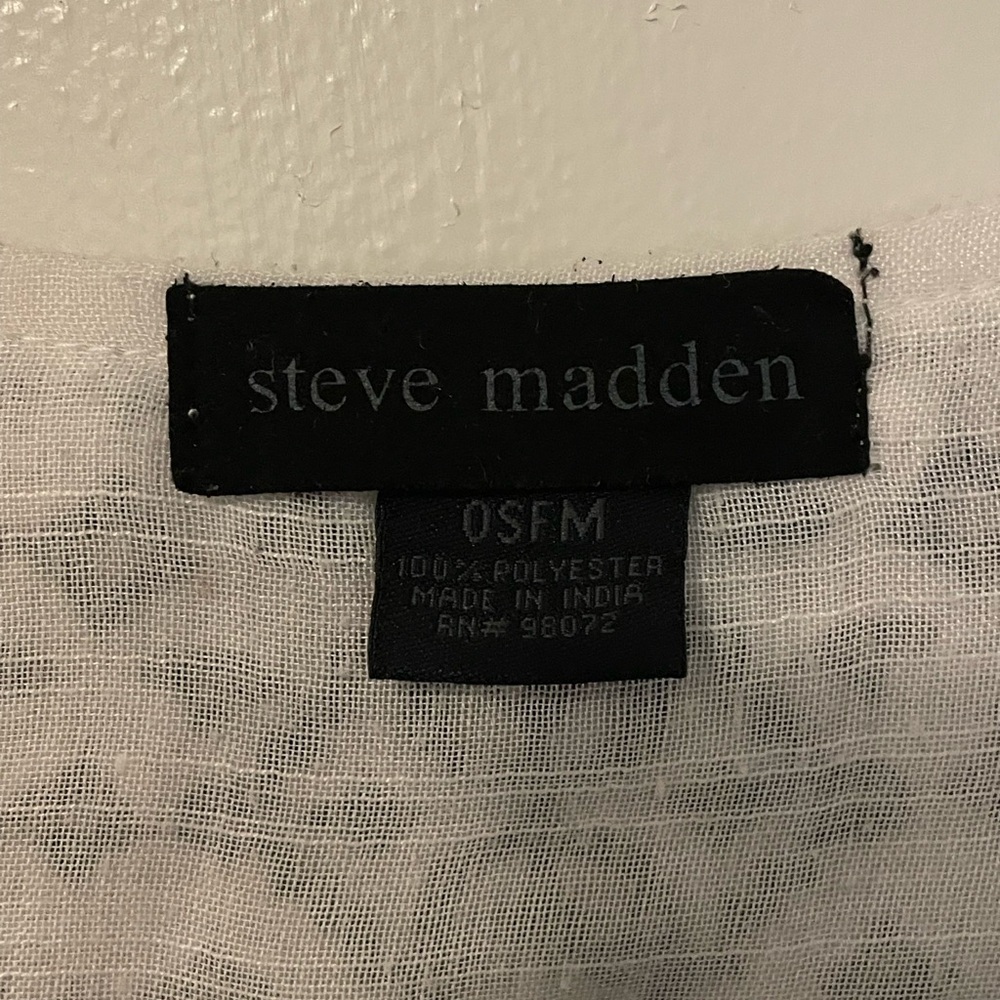 steve madden
OSFM
100% POLYESTER
MADE IN INDIA
RN# 98072